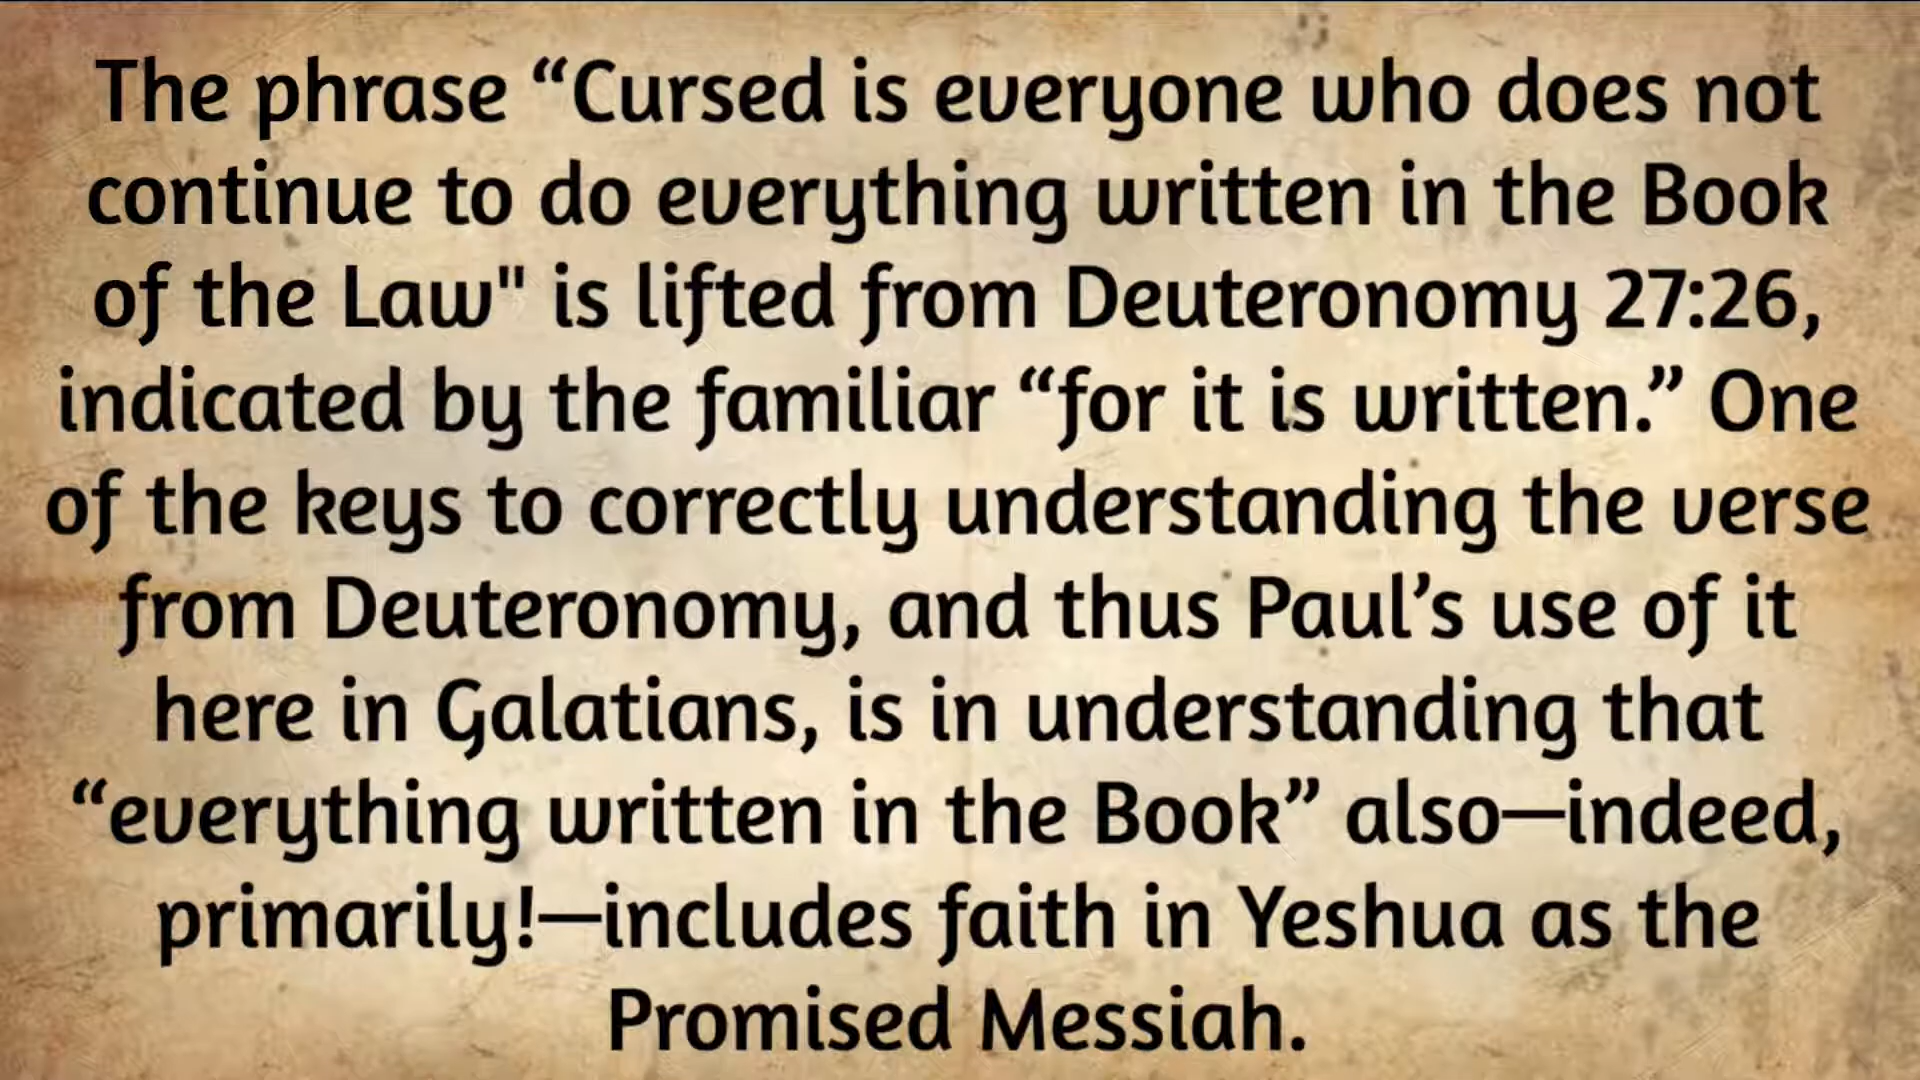 The phrase “Cursed is everyone who does not
continue to do everything written in the Book
of the Law" is lifted from Deuteronomy 27:26,
indicated by the familiar “for it is written.” One
of the keys to correctly understanding the verse
from Deuteronomy, and thus Paul’s use of it
here in Galatians, is in understanding that
“everything written in the Book” also—indeed,
primarily!—includes faith in Yeshua as the
Promised Messiah.